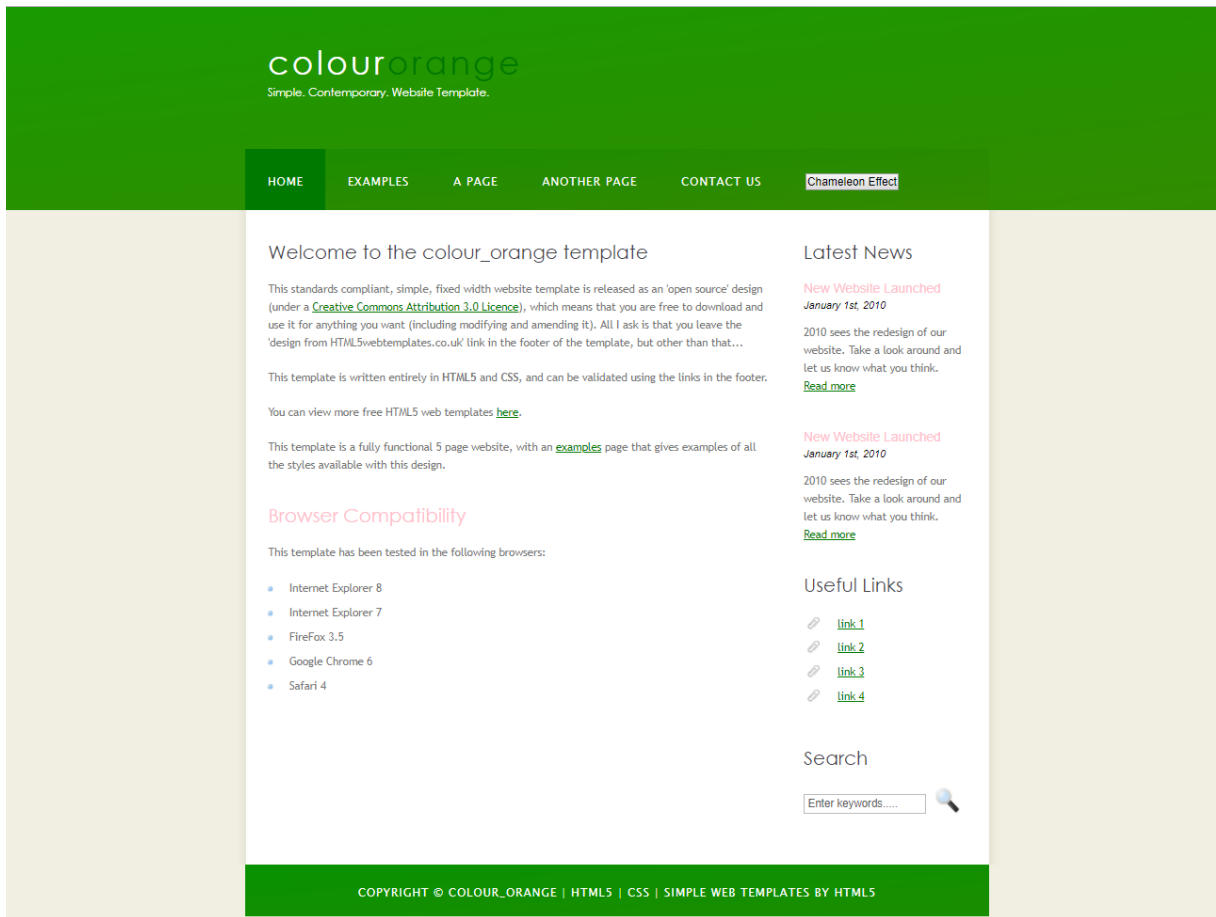 colourorange
Simple. Contemporary. Website Template.
HOME EXAMPLES A PAGE ANOTHER PAGE CONTACT US Chameleon Effect
Welcome to the colour_orange template
This standards compliant, simple, fixed width website template is released as an 'open source' design
(under a Creative Commons Attribution 3.0 Licence), which means that you are free to download and
use it for anything you want (including modifying and amending it). All I ask is that you leave the
'design from HTML5webtemplates.co.uk' link in the footer of the template, but other than that...
This template is written entirely in HTML5 and CSS, and can be validated using the links in the footer.
You can view more free HTML5 web templates here.
This template is a fully functional 5 page website, with an examples page that gives examples of all
the styles available with this design.
Browser Compatibility
This template has been tested in the following browsers:
Internet Explorer 8
Internet Explorer 7
FireFox 3.5
Google Chrome 6
Safari 4
Latest News
New Website Launched
January 1st, 2010
2010 sees the redesign of our
website. Take a look around and
let us know what you think.
Read more
New Website Launched
January 1st, 2010
2010 sees the redesign of our
website. Take a look around and
let us know what you think.
Read more
Useful Links
link 1
link 2
link 3
link 4
Search
Enter keywords.....
COPYRIGHT © COLOUR_ORANGE | HTML5 | CSS | SIMPLE WEB TEMPLATES BY HTML5